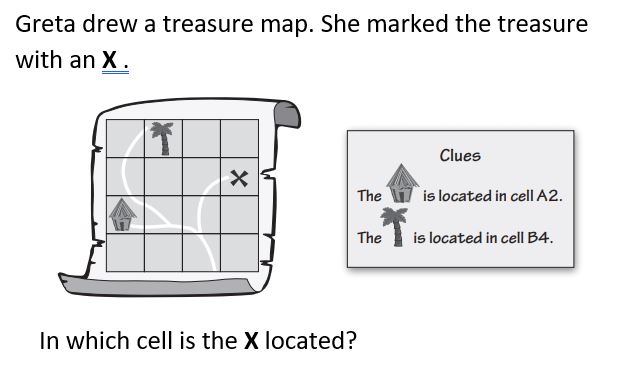 Greta drew a treasure map. She marked the treasure
with an X .
X
Clues
The is located in cell A2.
The is located in cell B4.
In which cell is the X located?